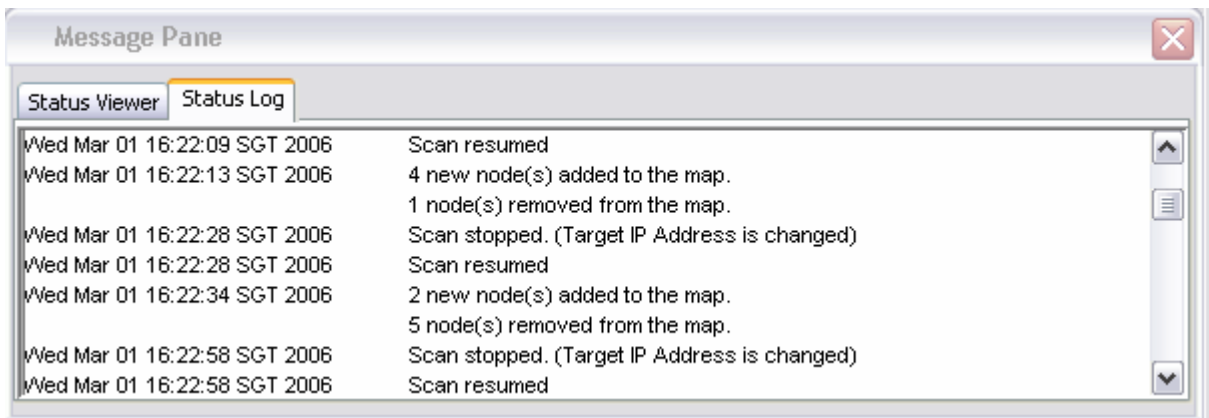 Message Pane
Status Viewer Status Log
Wed Mar 01 16:22:09 SGT 2006 Scan resumed
Wed Mar 01 16:22:13 SGT 2006 4 new node(s) added to the map.
1 node(s) removed from the map.
Wed Mar 01 16:22:28 SGT 2006 Scan stopped. (Target IP Address is changed)
Wed Mar 01 16:22:28 SGT 2006 Scan resumed
Wed Mar 01 16:22:34 SGT 2006 2 new node(s) added to the map.
5 node(s) removed from the map.
Wed Mar 01 16:22:58 SGT 2006 Scan stopped. (Target IP Address is changed)
Wed Mar 01 16:22:58 SGT 2006 Scan resumed